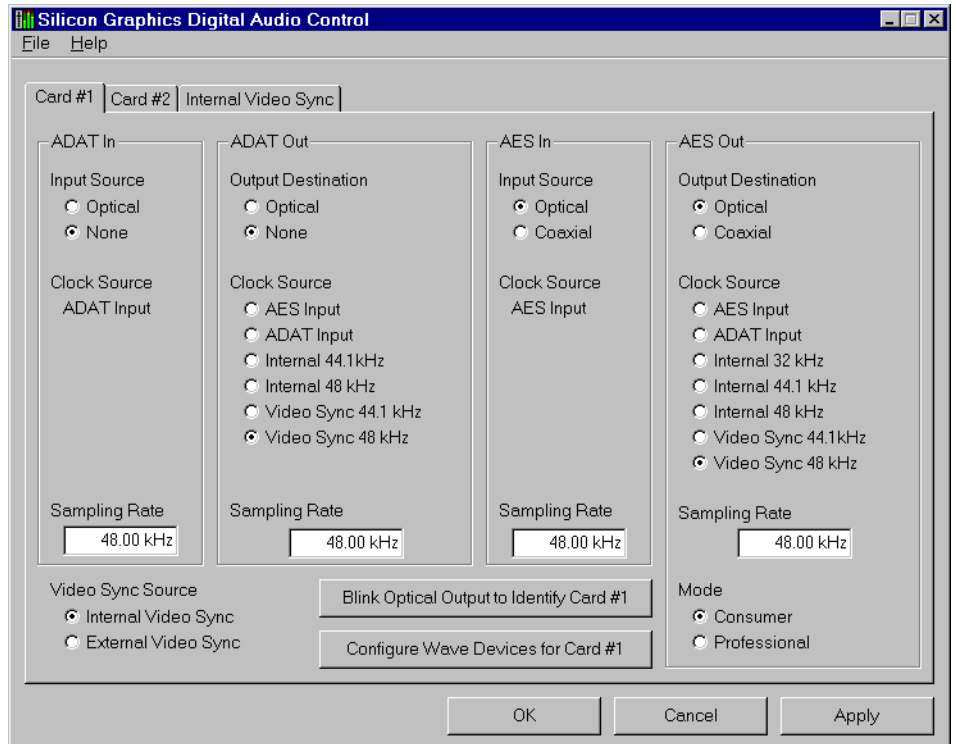 Silicon Graphics Digital Audio Control
File Help
Card #1 Card #2 Internal Video Sync
ADAT In
Input Source
Optical
None
Clock Source
ADAT Input
Sampling Rate
48.00 kHz
ADAT Out
Output Destination
Optical
None
Clock Source
AES Input
ADAT Input
Internal 44.1kHz
Internal 48 kHz
Video Sync 44.1 kHz
Video Sync 48 kHz
Sampling Rate
48.00 kHz
AES In
Input Source
Optical
Coaxial
Clock Source
AES Input
Sampling Rate
48.00 kHz
AES Out
Output Destination
Optical
Coaxial
Clock Source
AES Input
ADAT Input
Internal 32 kHz
Internal 44.1 kHz
Internal 48 kHz
Video Sync 44.1kHz
Video Sync 48 kHz
Sampling Rate
48.00 kHz
Mode
Consumer
Professional
Video Sync Source
Internal Video Sync
External Video Sync
Blink Optical Output to Identify Card #1
Configure Wave Devices for Card #1
OK Cancel Apply